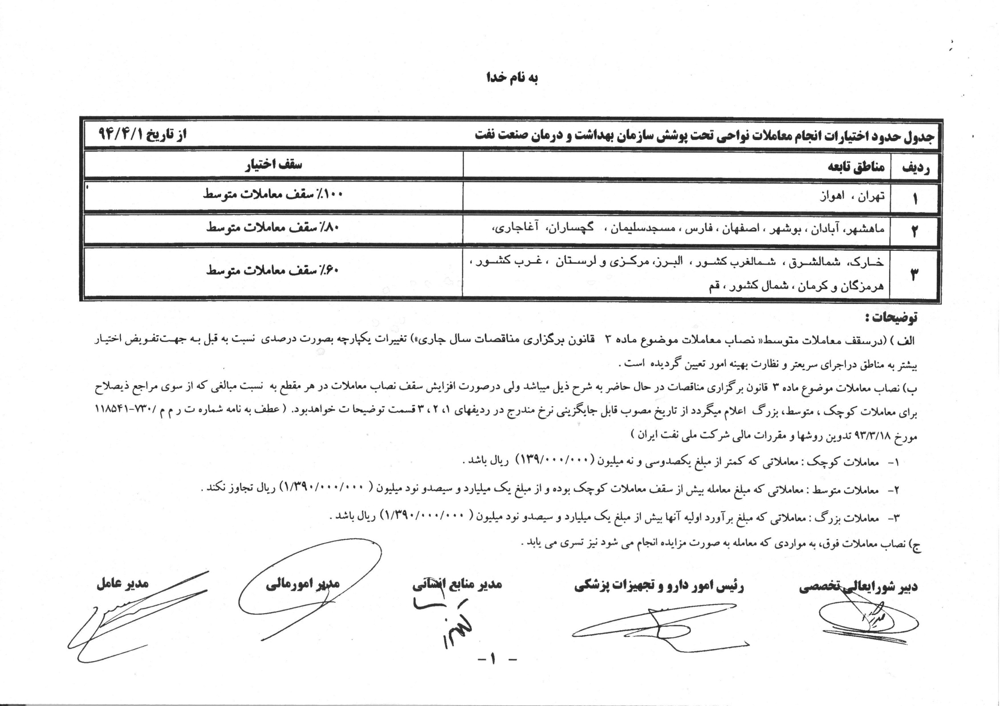 به نام خدا
جدول حدود اختیارات انجام معاملات نواحی تحت پوشش سازمان بهداشت و درمان صنعت نفت از تاریخ ۹۴/۴/۱
ردیف مناطق تابعه سقف اختیار
۱ تهران ، اهواز ۱۰۰٪ سقف معاملات متوسط
۲ ماهشهر، آبادان ، بوشهر ، اصفهان ، فارس ، مسجدسلیمان ، گچساران، آغاجاری، ۸۰٪ سقف معاملات متوسط
۳ خارک، شمالشرق ، شمالغرب کشور ، البرز، مرکزی و لرستان ، غرب کشور ،
هرمزگان و کرمان ، شمال کشور ، قم ۶۰٪ سقف معاملات متوسط
توضیحات :
الف ) (درسقف معاملات متوسط« نصاب معاملات موضوع ماده ۳ قانون برگزاری مناقصات سال جاری») تغییرات یکپارچه بصورت درصدی نسبت به قبل به جهت تفویض اختیار
بیشتر به مناطق دراجرای سریعتر و نظارت بهینه امور تعیین گردیده است .
ب) نصاب معاملات موضوع ماده ۳ قانون برگزاری مناقصات در حال حاضر به شرح ذیل میباشد ولی درصورت افزایش سقف نصاب معاملات در هر مقطع به نسبت مبالغی که از سوی مراجع ذیصلاح
برای معاملات کوچک ، متوسط، بزرگ اعلام میگردد از تاریخ مصوب قابل جایگزینی نرخ مندرج در ردیفهای ۱، ۲ ، ۳ قسمت توضیحا ت خواهدبود. ( عطف به نامه شماره ت ر م م /۷۳۰-۱۱۸۵۴۱
مورخ ۹۳/۳/۱۸ تدوین روشها و مقررات مالی شرکت ملی نفت ایران )
۱- معاملات کوچک : معاملاتی که کمتر از مبلغ یکصدوسی و نه میلیون (۱۳۹/۰۰۰/۰۰۰) ریال باشد .
۲- معاملات متوسط : معاملاتی که مبلغ معامله بیش از سقف معاملات کوچک بوده و از مبلغ یک میلیارد و سیصدو نود میلیون ( ۱/۳۹۰/۰۰۰/۰۰۰) ریال تجاوز نکند .
۳- معاملات بزرگ : معاملاتی که مبلغ برآورد اولیه آنها بیش از مبلغ یک میلیارد و سیصدو نود میلیون ( ۱/۳۹۰/۰۰۰/۰۰۰) ریال باشد .
ج) نصاب معاملات فوق، به مواردی که معامله به صورت مزایده انجام می شود نیز تسری می یابد .
دبیر شورایعالی تخصصی رئیس امور دارو و تجهیزات پزشکی مدیر منابع انسانی مدیر امورمالی مدیر عامل
- ۱ -